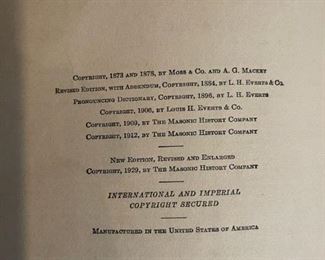 Copyright, 1873 and 1878, by Moss & Co. and A. G. Mackey
Revised Edition, with Addendum, Copyright, 1884, by L. H. Everts & Co.
Pronouncing Dictionary, Copyright, 1896, by L. H. Everts
Copyright, 1906, by Louis H. Everts & Co.
Copyright, 1909, by The Masonic History Company
Copyright, 1912, by The Masonic History Company
New Edition, Revised and Enlarged
Copyright, 1929, by The Masonic History Company
INTERNATIONAL AND IMPERIAL
COPYRIGHT SECURED
Manufactured in the United States of America